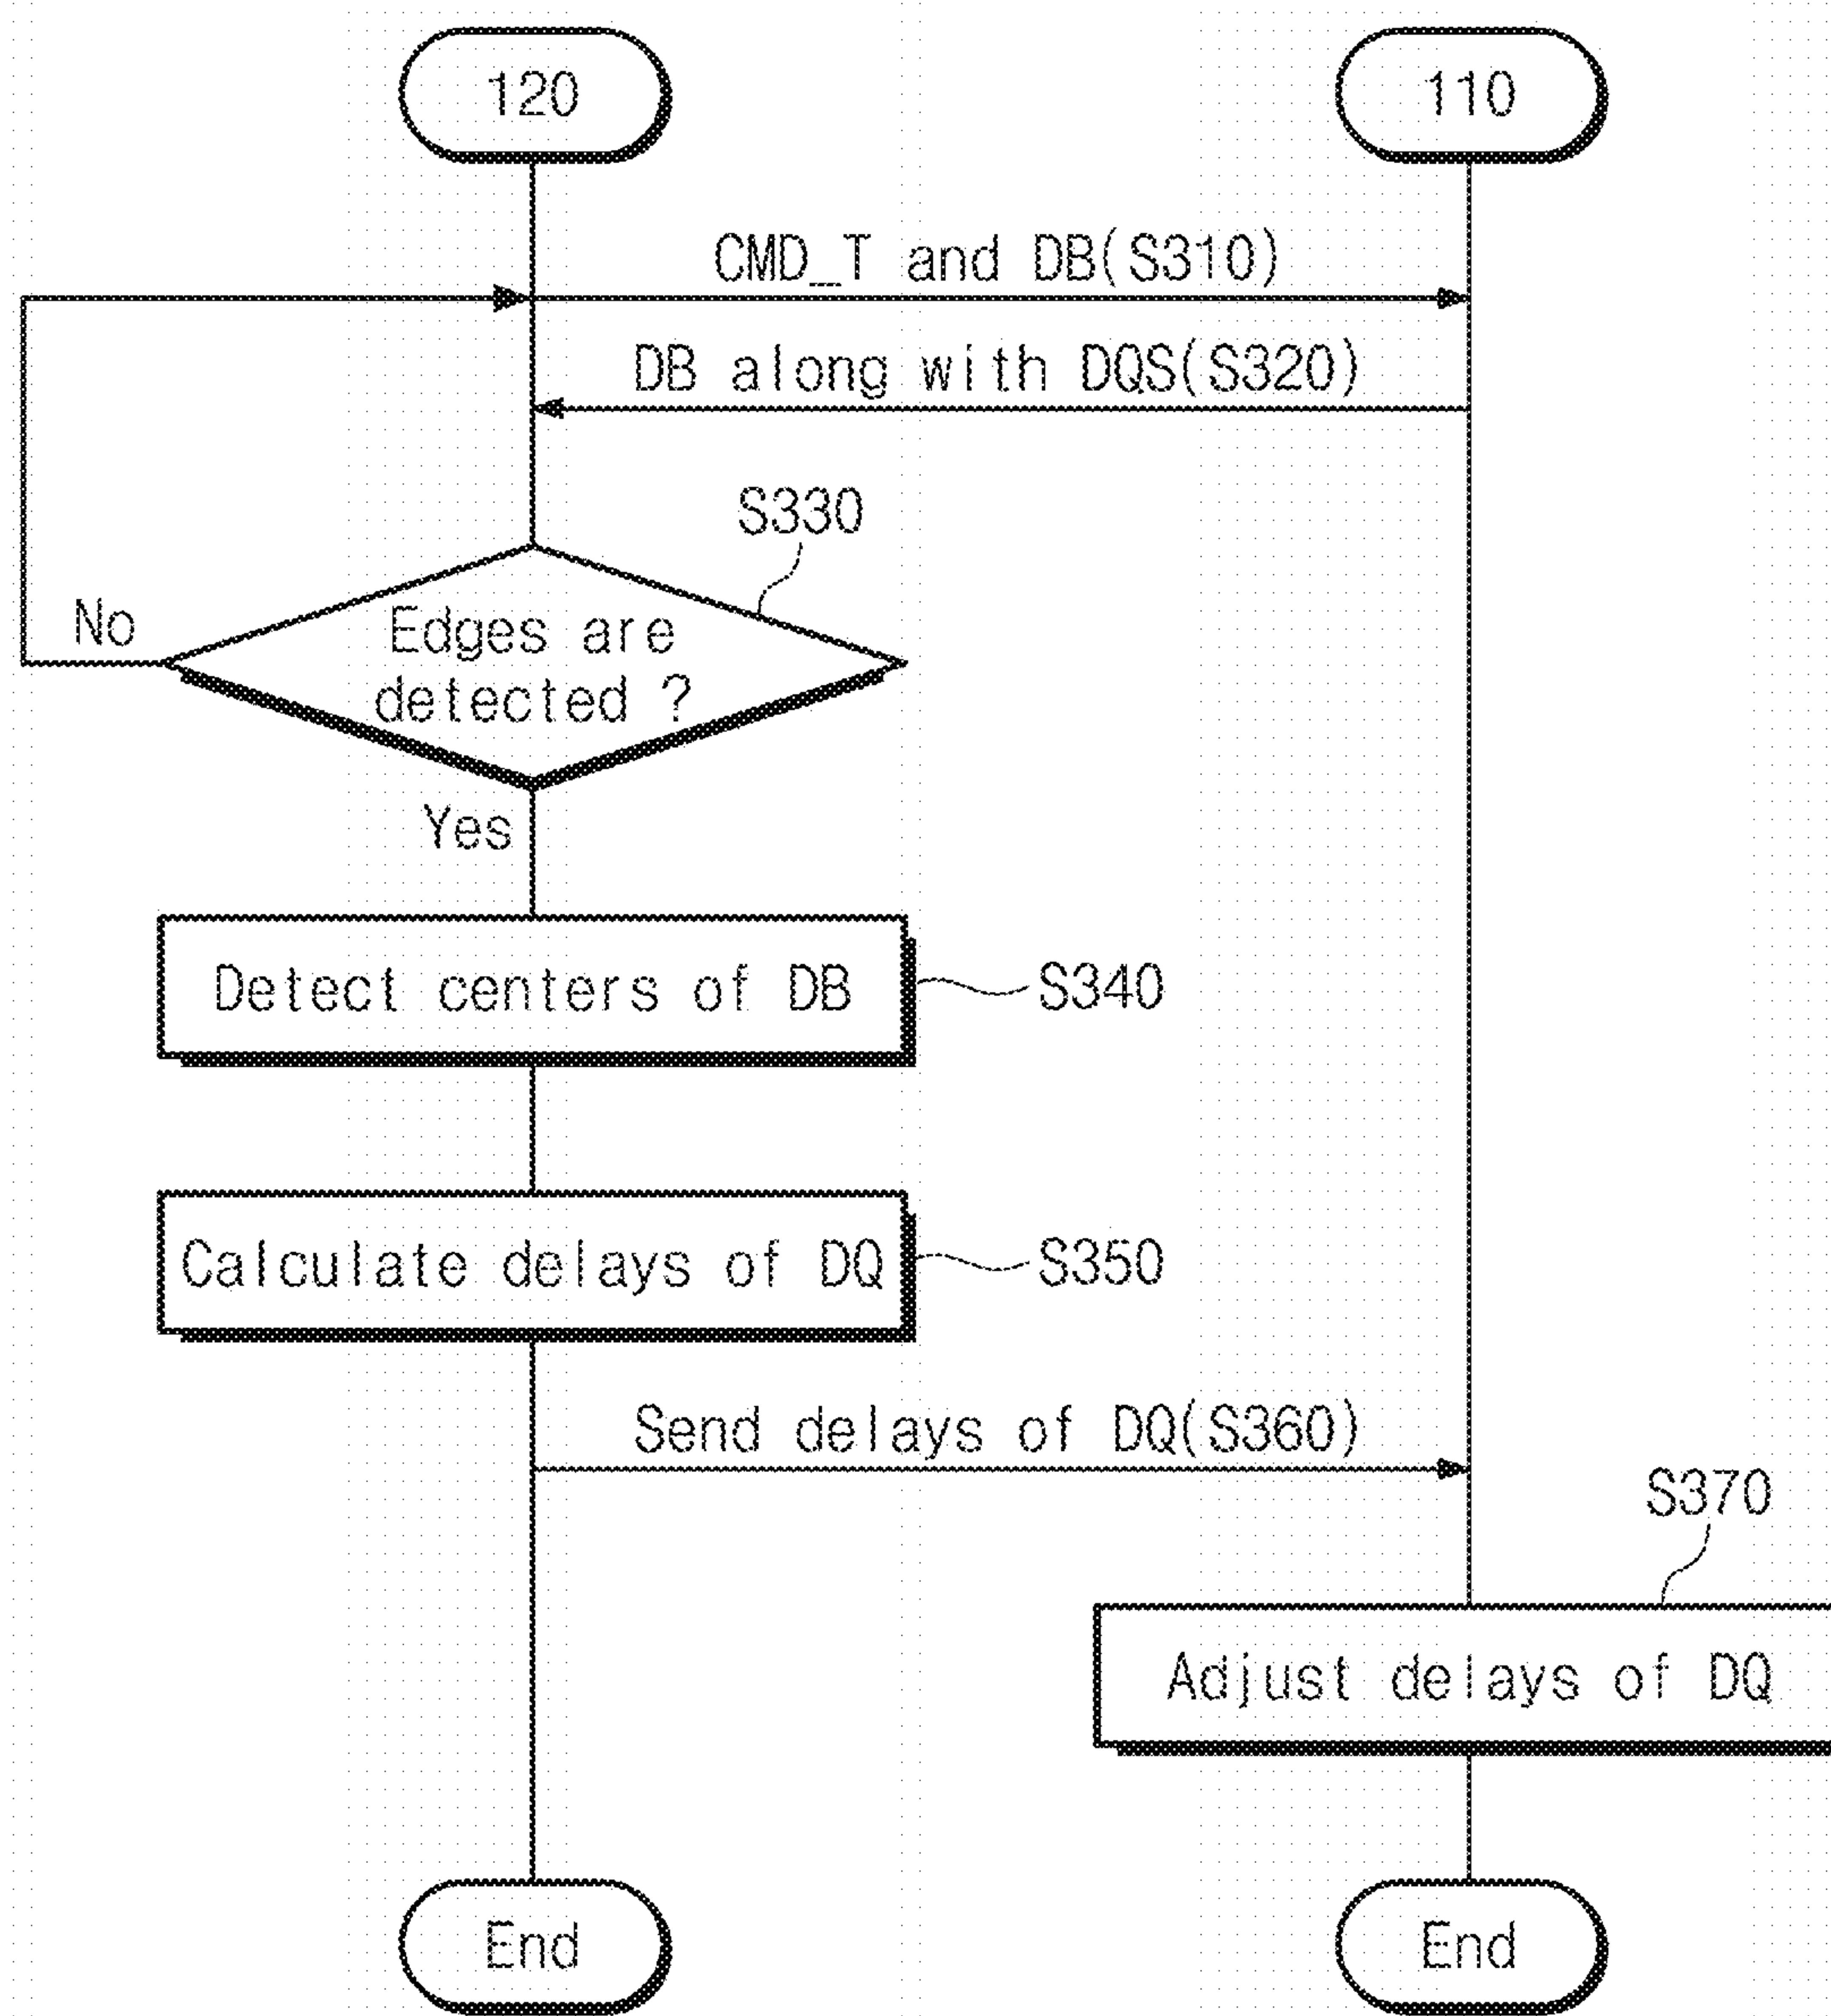 120
110
CMD_T and DB(S310)
DB along with DQS(S320)
S330
No
Edges are
detected ?
Yes
Detect centers of DB
S340
Calculate delays of DQ
S350
Send delays of DQ(S360)
S370
Adjust delays of DQ
End
End